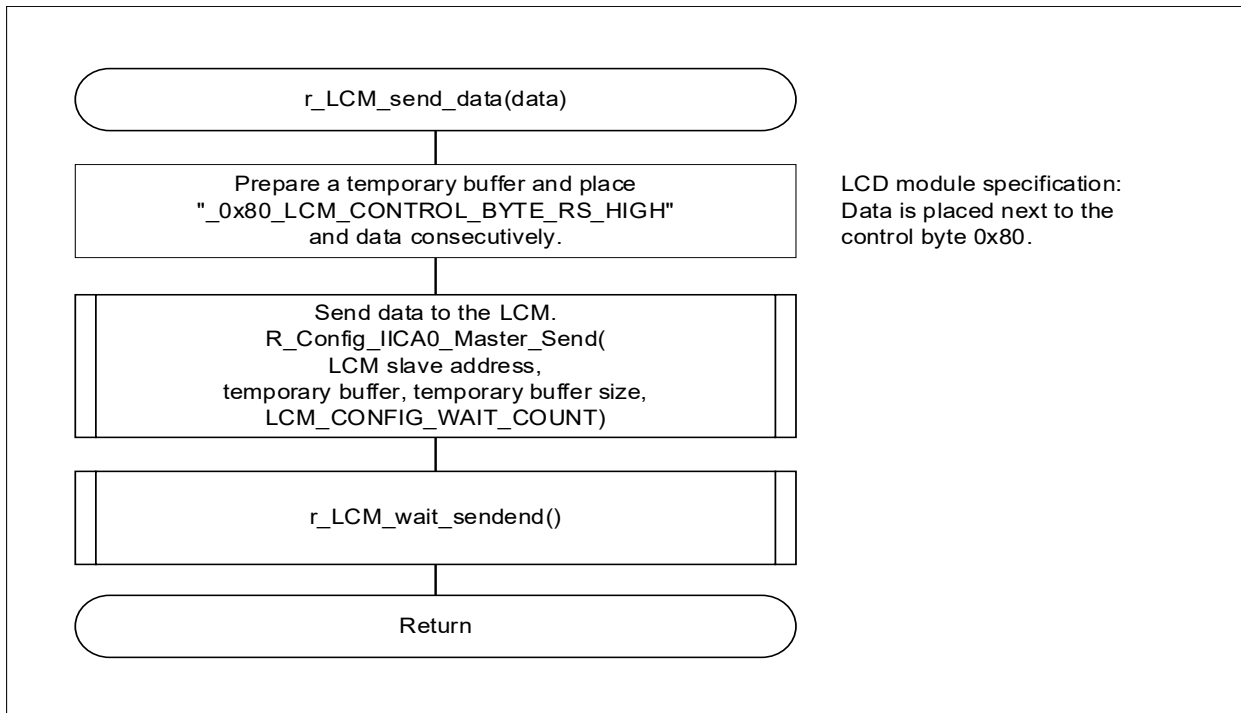 r_LCM_send_data(data)
Prepare a temporary buffer and place
"_0x80_LCM_CONTROL_BYTE_RS_HIGH"
and data consecutively.
LCD module specification:
Data is placed next to the
control byte 0x80.
Send data to the LCM.
R_Config_IICA0_Master_Send(
LCM slave address,
temporary buffer, temporary buffer size,
LCM_CONFIG_WAIT_COUNT)
r_LCM_wait_sendend()
Return